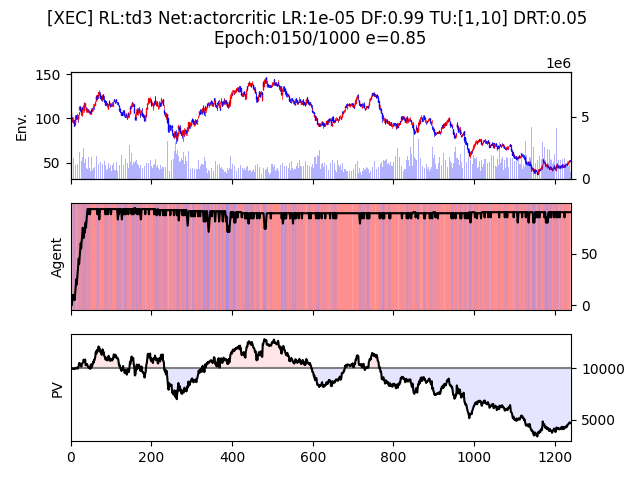 [XEC] RL:td3 Net:actorcritic LR:1e-05 DF:0.99 TU:[1,10] DRT:0.05
Epoch:0150/1000 e=0.85
1e6
150
100
50
Env.
5
0
Agent
50
0
PV
10000
5000
0
200
400
600
800
1000
1200